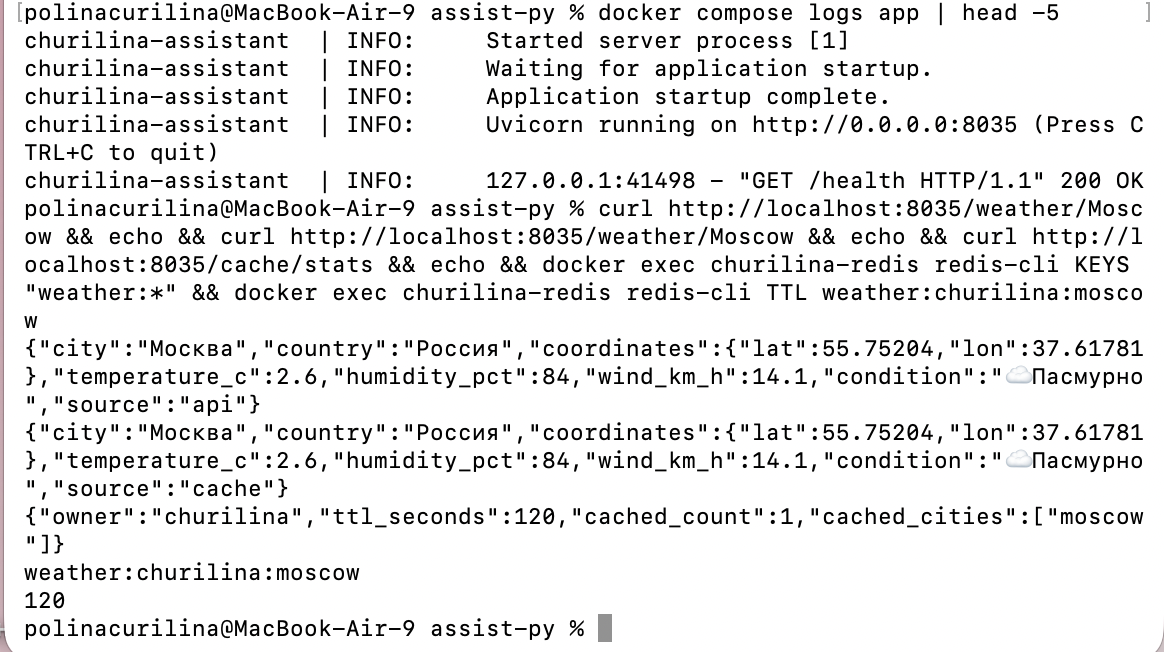 [polinacurilina@MacBook-Air-9 assist-py % docker compose logs app | head -5 ]
churilina-assistant  | INFO:     Started server process [1]
churilina-assistant  | INFO:     Waiting for application startup.
churilina-assistant  | INFO:     Application startup complete.
churilina-assistant  | INFO:     Uvicorn running on http://0.0.0.0:8035 (Press C
TRL+C to quit)
churilina-assistant  | INFO:     127.0.0.1:41498 - "GET /health HTTP/1.1" 200 OK
polinacurilina@MacBook-Air-9 assist-py % curl http://localhost:8035/weather/Mosc
ow && echo && curl http://localhost:8035/weather/Moscow && echo && curl http://l
ocalhost:8035/cache/stats && echo && docker exec churilina-redis redis-cli KEYS
"weather:*" && docker exec churilina-redis redis-cli TTL weather:churilina:mosco
w
{"city":"Москва","country":"Россия","coordinates":{"lat":55.75204,"lon":37.61781
},"temperature_c":2.6,"humidity_pct":84,"wind_km_h":14.1,"condition":"☁️Пасмурно
","source":"api"}
{"city":"Москва","country":"Россия","coordinates":{"lat":55.75204,"lon":37.61781
},"temperature_c":2.6,"humidity_pct":84,"wind_km_h":14.1,"condition":"☁️Пасмурно
","source":"cache"}
{"owner":"churilina","ttl_seconds":120,"cached_count":1,"cached_cities":["moscow
"]}
weather:churilina:moscow
120
polinacurilina@MacBook-Air-9 assist-py %